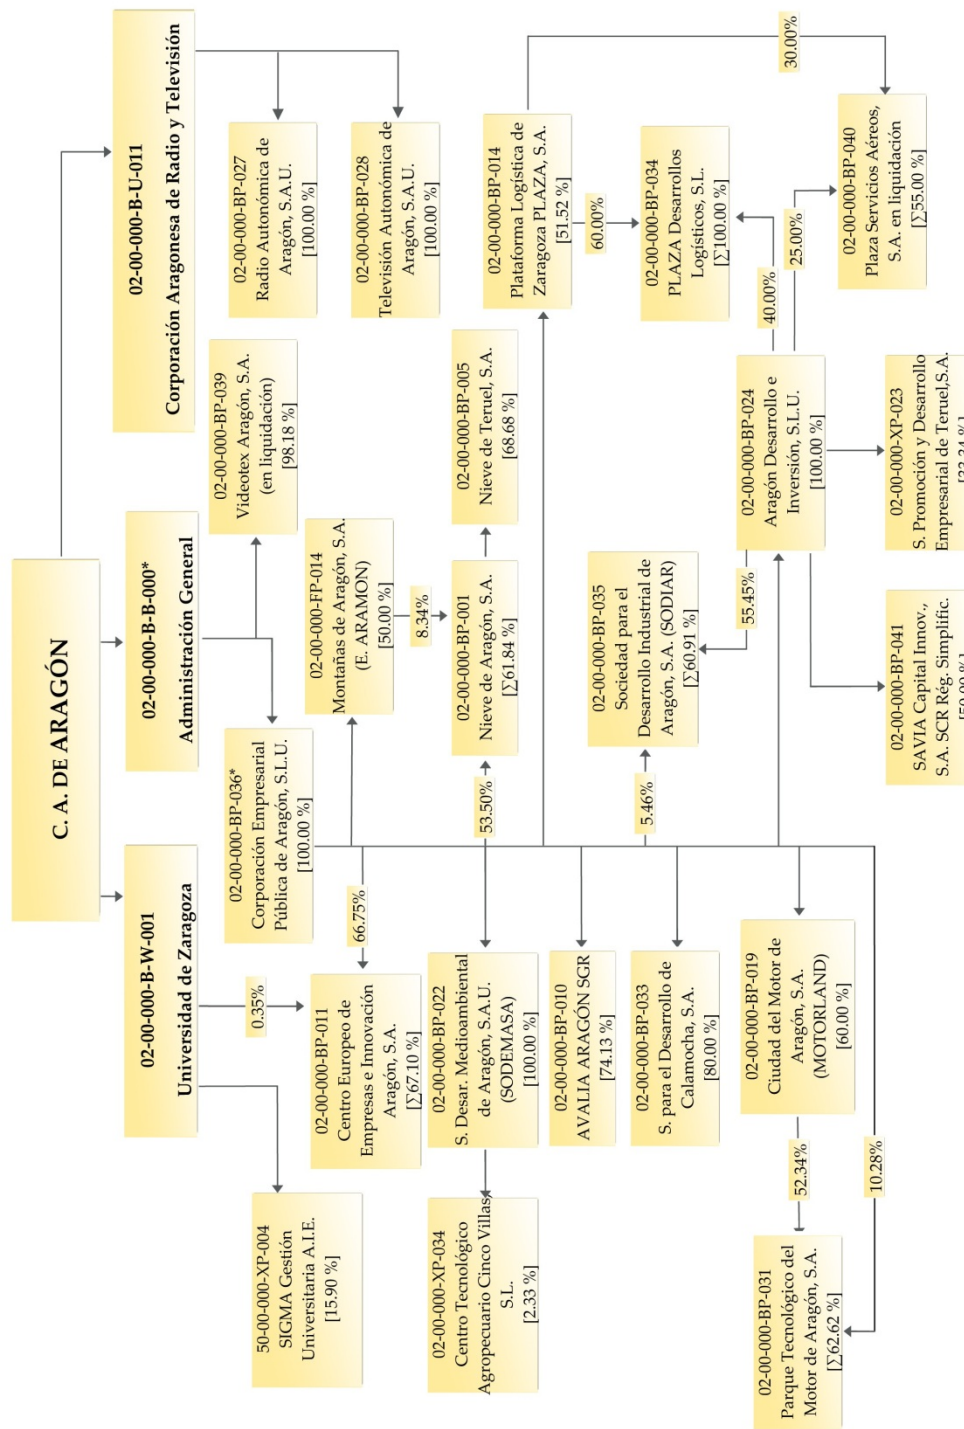 C. A. DE ARAGÓN
02-00-000-B-W-001
Universidad de Zaragoza
02-00-000-B-B-000*
Administración General
02-00-000-B-U-011
Corporación Aragonesa de Radio y Televisión
50-00-000-XP-004
SIGMA Gestión
Universitaria A.I.E.
[15.90 %]
0.35%
02-00-000-BP-036*
Corporación Empresarial
Pública de Aragón, S.L.U.
[100.00 %]
02-00-000-BP-039
Videotex Aragón, S.A.
(en liquidación)
[98.18 %]
02-00-000-BP-027
Radio Autonómica de
Aragón, S.A.U.
[100.00 %]
02-00-000-BP-028
Televisión Autonómica de
Aragón, S.A.U.
[100.00 %]
02-00-000-BP-011
Centro Europeo de
Empresas e Innovación
Aragón, S.A.
[∑67.10 %]
66.75%
02-00-000-FP-014
Montañas de Aragón, S.A.
(E. ARAMON)
[50.00 %]
8.34%
02-00-000-XP-034
Centro Tecnológico
Agropecuario Cinco Villas,
S.L.
[2.33 %]
02-00-000-BP-022
S. Desar. Medioambiental
de Aragón, S.A.U.
(SODEMASA)
[100.00 %]
53.50%
02-00-000-BP-001
Nieve de Aragón, S.A.
[∑61.84 %]
02-00-000-BP-005
Nieve de Teruel, S.A.
[68.68 %]
02-00-000-BP-014
Plataforma Logística de
Zaragoza PLAZA, S.A.
[51.52 %]
60.00%
30.00%
02-00-000-BP-010
AVALIA ARAGÓN SGR
[74.13 %]
02-00-000-BP-035
Sociedad para el
Desarrollo Industrial de
Aragón, S.A. (SODIAR)
[∑60.91 %]
5.46%
55.45%
02-00-000-BP-034
PLAZA Desarrollos
Logísticos, S.L.
[∑100.00 %]
02-00-000-BP-033
S. para el Desarrollo de
Calamocha, S.A.
[80.00 %]
02-00-000-BP-024
Aragón Desarrollo e
Inversión, S.L.U.
[100.00 %]
40.00%
25.00%
02-00-000-BP-040
Plaza Servicios Aéreos,
S.A. en liquidación
[∑55.00 %]
02-00-000-BP-031
Parque Tecnológico del
Motor de Aragón, S.A.
[∑62.62 %]
52.34%
02-00-000-BP-019
Ciudad del Motor de
Aragón, S.A.
(MOTORLAND)
[60.00 %]
10.28%
02-00-000-BP-041
SAVIA Capital Innov.,
S.A. SCR Rég. Simplific.
[50.00 %]
02-00-000-XP-023
S. Promoción y Desarrollo
Empresarial de Teruel,S.A.
[33.34 %]